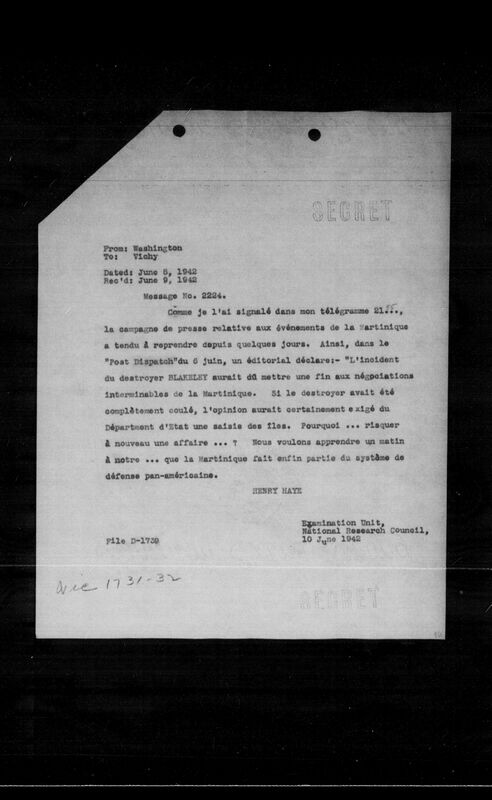 SECRET
From: Washington
To: Vichy
Dated: June 8, 1942
Rec'd: June 9, 1942
Message No. 2224.
Comme je l'ai signalé dans mon télégramme 21..,
la campagne de presse relative aux événements de la Martinique
a tendu à reprendre depuis quelques jours. Ainsi, dans le
"Post Dispatch"du 6 juin, un éditorial déclare:- "L'incident
du destroyer BLAKELEY aurait dû mettre une fin aux négociations
interminables de la Martinique. Si le destroyer avait été
complètement coulé, l'opinion aurait certainement exigé du
Départment d'Etat une saisie des îles. Pourquoi ... risquer
à nouveau une affaire ... ? Nous voulons apprendre un matin
à notre ... que la Martinique fait enfin partie du système de
défense pan-américaine.
HENRY HAYE
Examination Unit,
National Research Council,
10 June 1942
File D-1739
Vic 1731-32
SECRET